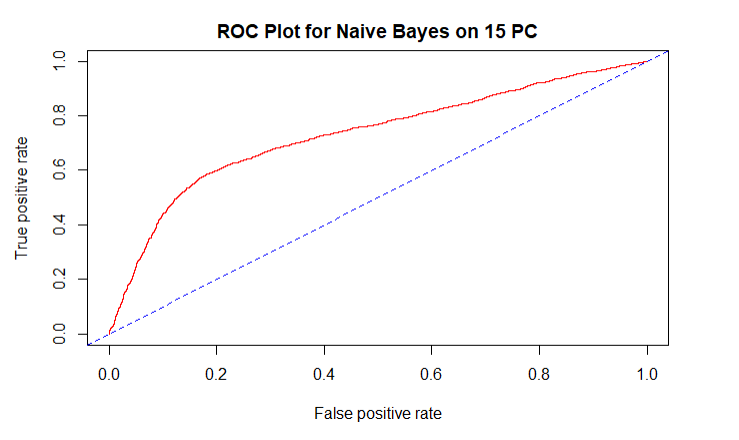 ROC Plot for Naive Bayes on 15 PC
True positive rate
1.0
0.8
0.6
0.4
0.2
0.0
0.0 0.2 0.4 0.6 0.8 1.0
False positive rate